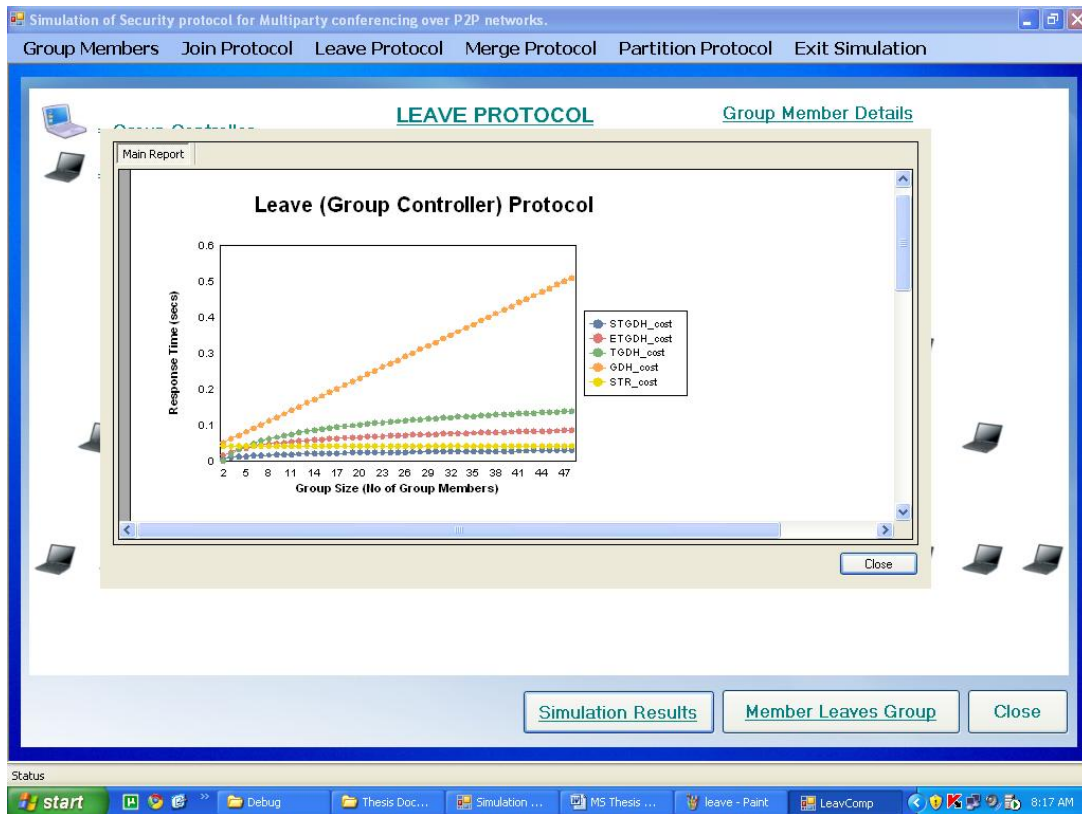 Simulation of Security protocol for Multiparty conferencing over P2P networks.
Group Members Join Protocol Leave Protocol Merge Protocol Partition Protocol Exit Simulation
LEAVE PROTOCOL
Group Member Details
Main Report
Leave (Group Controller) Protocol
Response Time (secs)
0.6
0.5
0.4
0.3
0.2
0.1
0
2 5 8 11 14 17 20 23 26 29 32 35 38 41 44 47
Group Size (No of Group Members)
STGDH_cost
ETGDH_cost
TGDH_cost
GDH_cost
STR_cost
Close
Simulation Results
Member Leaves Group
Close
Status
start Debug Thesis Doc... Simulation ... MS Thesis ... leave - Paint LeavComp 8:17 AM